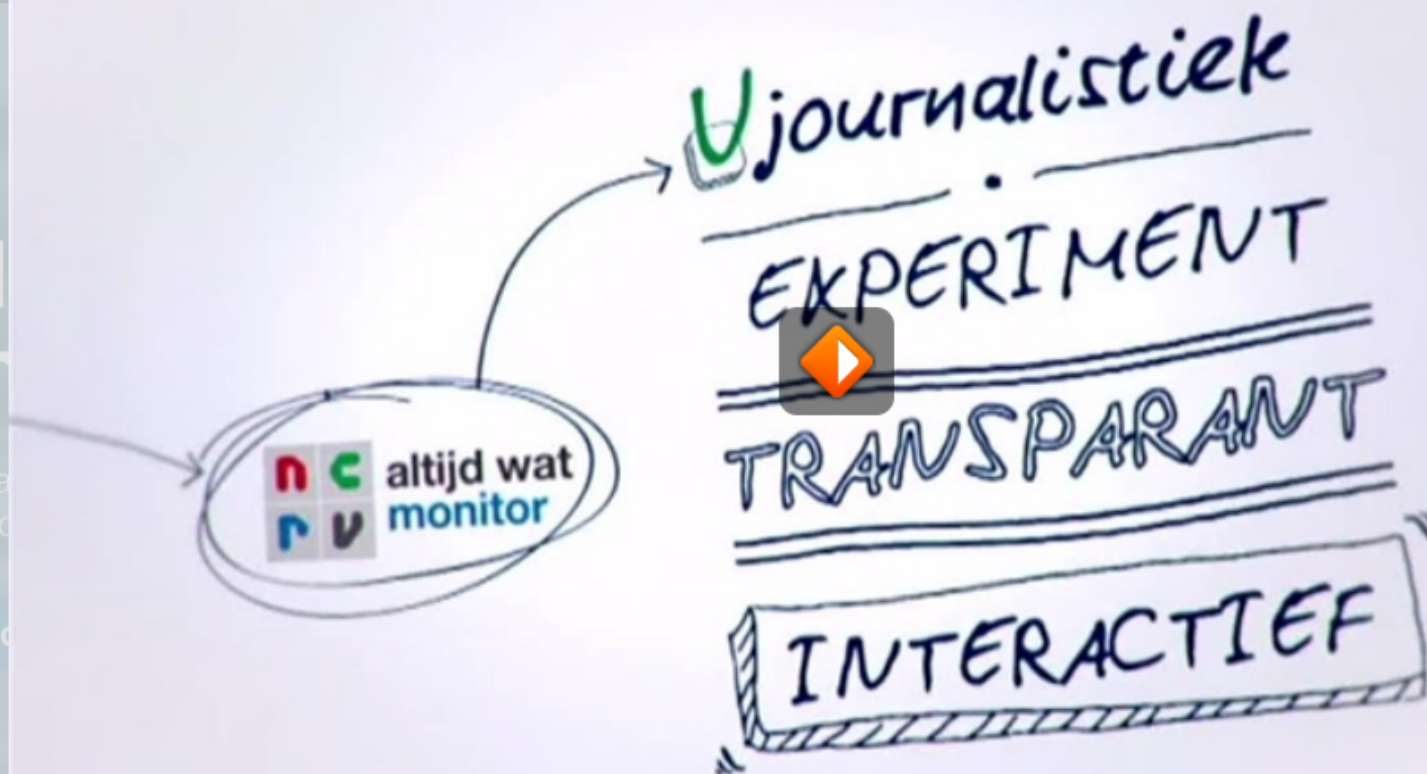 Ujournalistiek
EXPERIMENT
TRANSPARANT
INTERACTIEF
n c r v
altijd wat
monitor